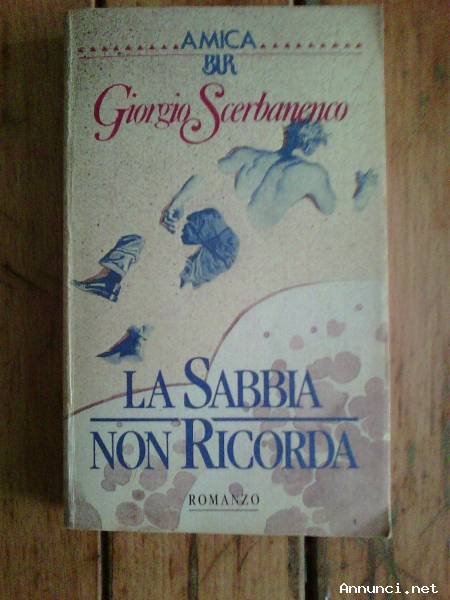 AMICA
BUR
Giorgio Scerbanenco
LA SABBIA
NON RICORDA
ROMANZO
Annunci.net